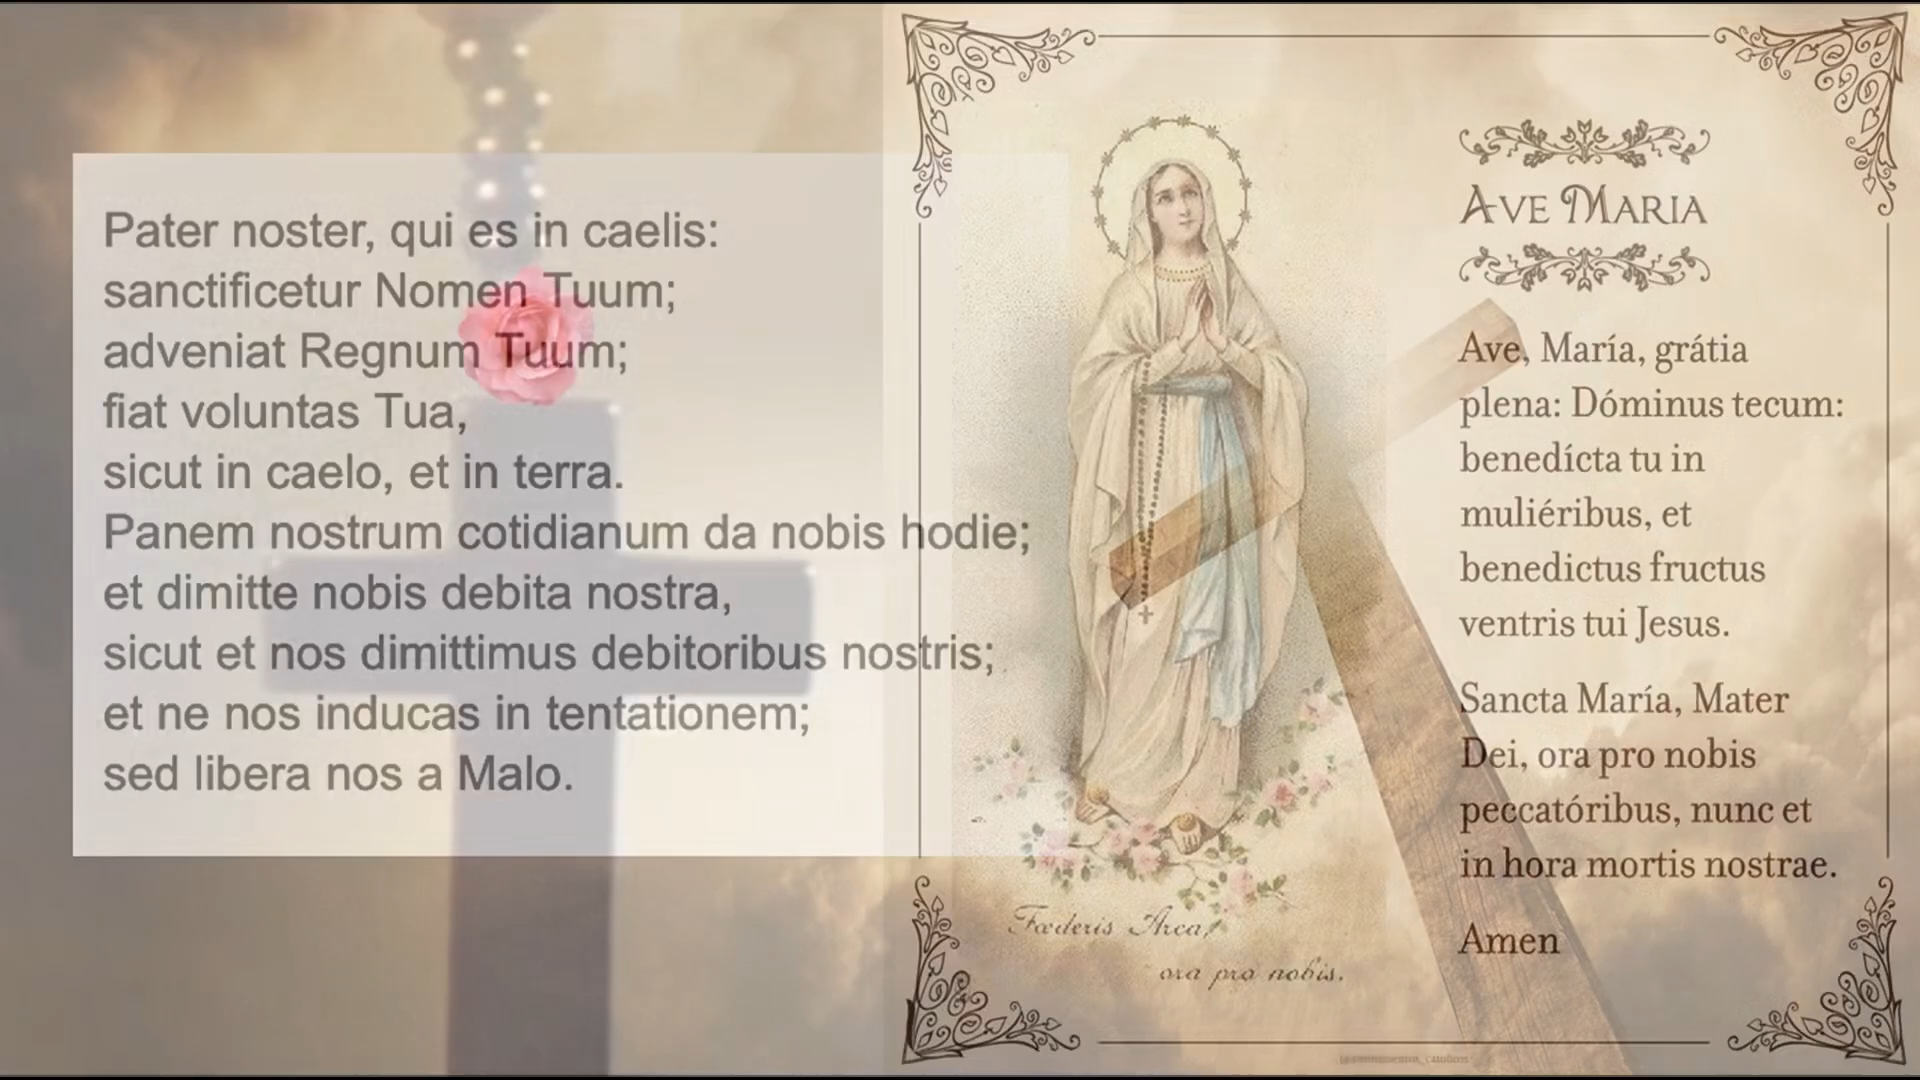 Pater noster, qui es in caelis:
sanctificetur Nomen Tuum;
adveniat Regnum Tuum;
fiat voluntas Tua,
sicut in caelo, et in terra.
Panem nostrum cotidianum da nobis hodie;
et dimitte nobis debita nostra,
sicut et nos dimittimus debitoribus nostris;
et ne nos inducas in tentationem;
sed libera nos a Malo.
Fœderis Arca,
ora pro nobis.
AVE MARIA
Ave, María, grátia
plena: Dóminus tecum:
benedícta tu in
muliéribus, et
benedictus fructus
ventris tui Jesus.
Sancta María, Mater
Dei, ora pro nobis
peccatóribus, nunc et
in hora mortis nostrae.
Amen